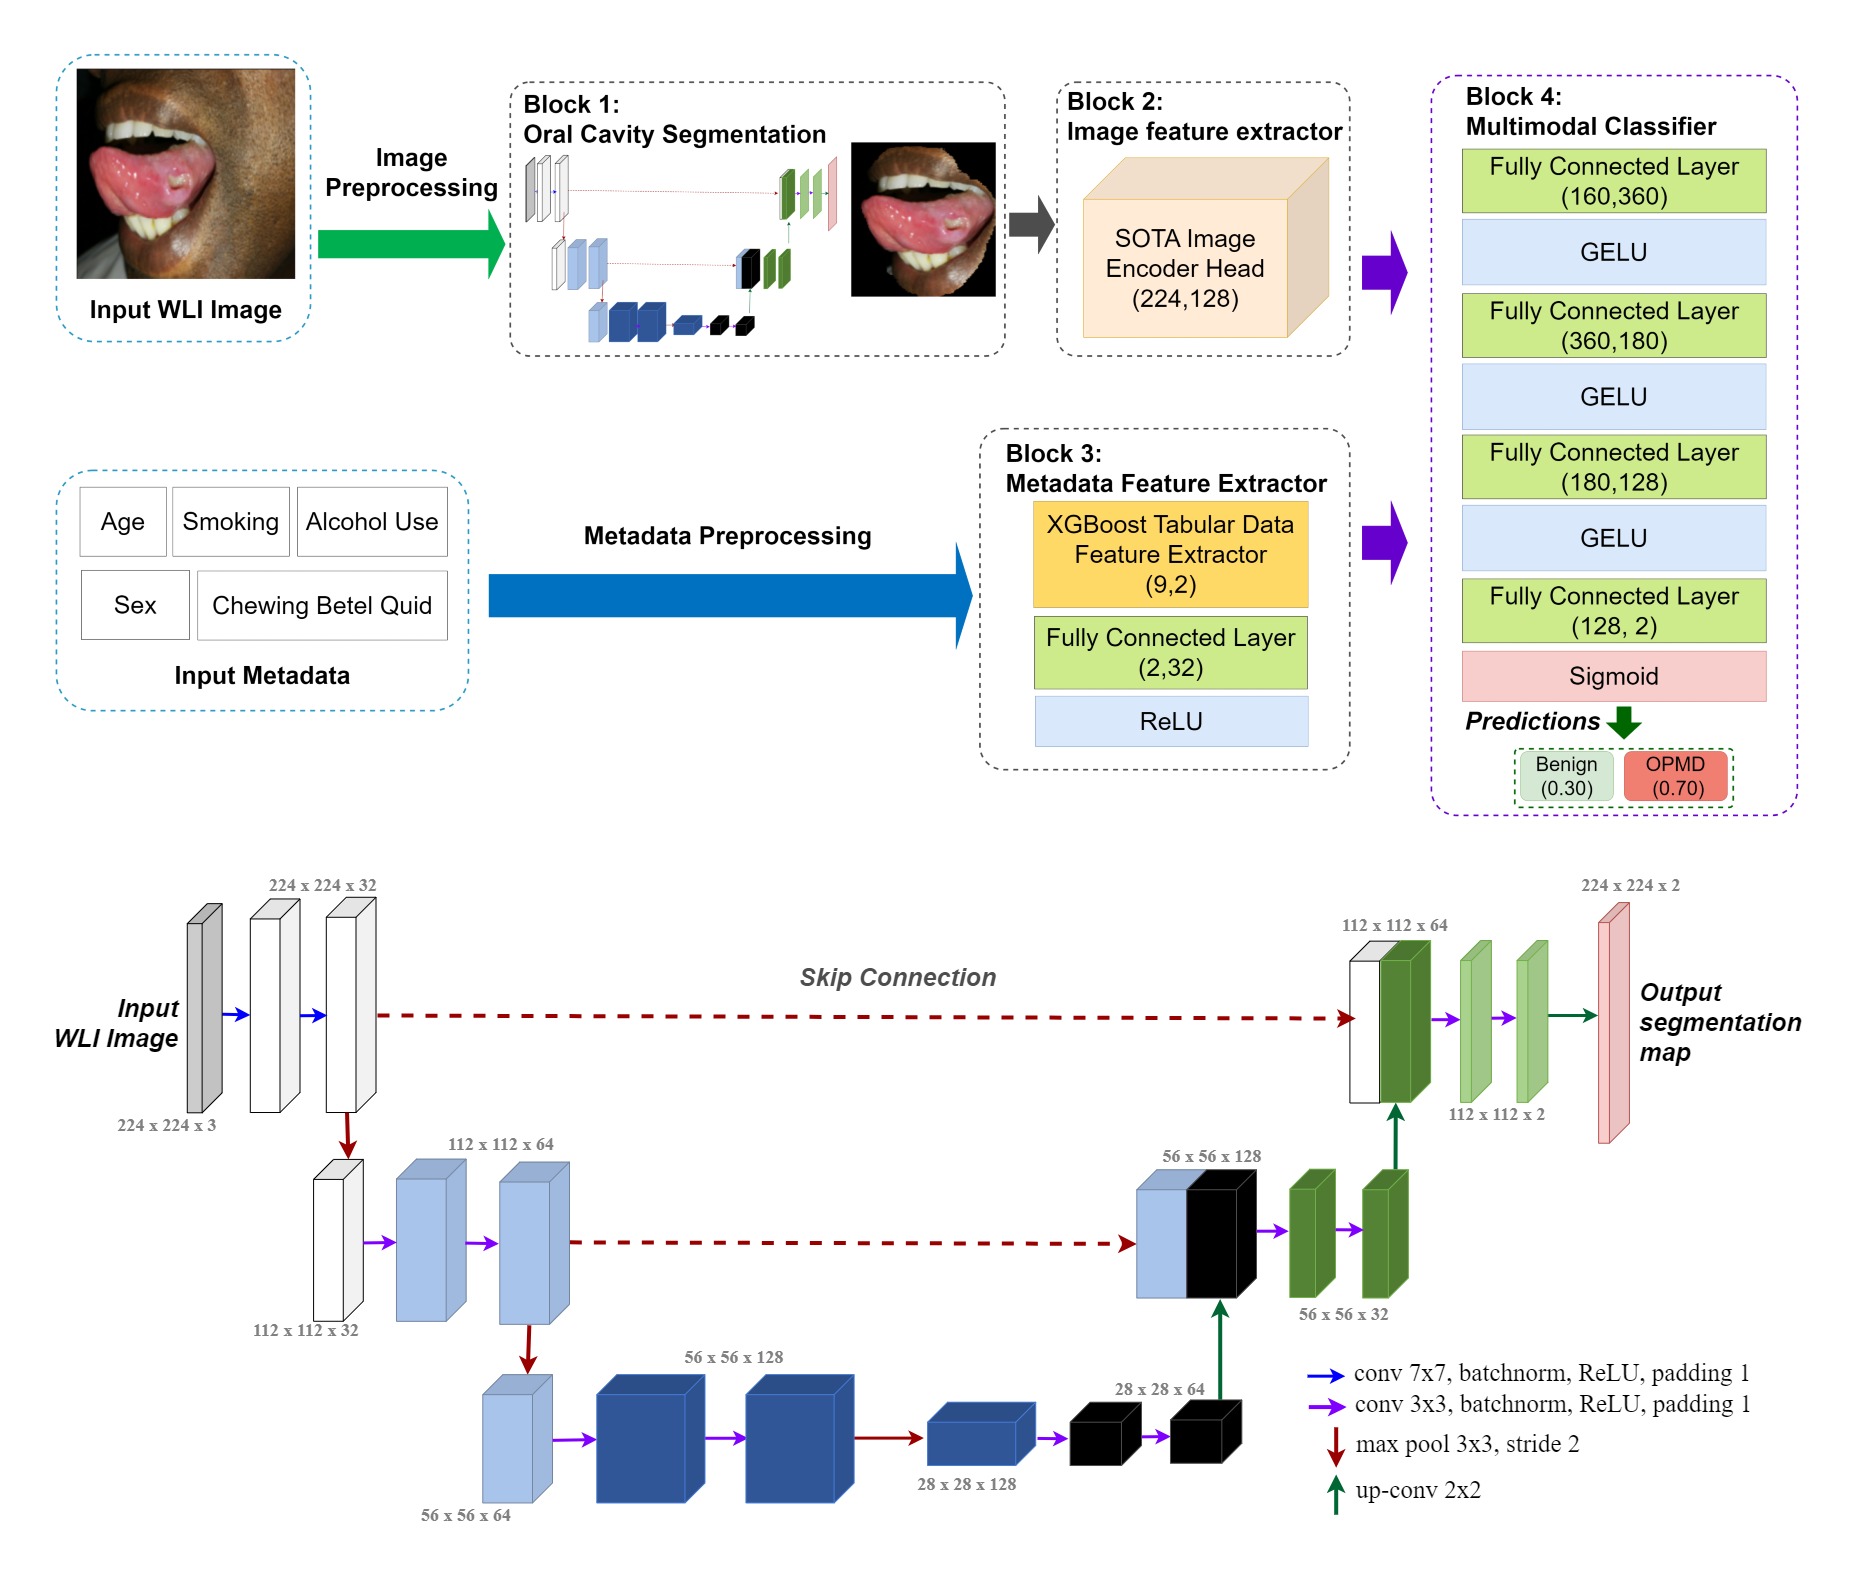 Input WLI Image
Image
Preprocessing
Block 1:
Oral Cavity Segmentation
Block 2:
Image feature extractor
SOTA Image
Encoder Head
(224,128)
Block 4:
Multimodal Classifier
Fully Connected Layer
(160,360)
GELU
Fully Connected Layer
(360,180)
GELU
Fully Connected Layer
(180,128)
GELU
Fully Connected Layer
(128, 2)
Sigmoid
Predictions
Benign
(0.30)
OPMD
(0.70)
Age
Smoking
Alcohol Use
Sex
Chewing Betel Quid
Input Metadata
Metadata Preprocessing
Block 3:
Metadata Feature Extractor
XGBoost Tabular Data
Feature Extractor
(9,2)
Fully Connected Layer
(2,32)
ReLU
224 x 224 x 32
224 x 224 x 2
112 x 112 x 64
Skip Connection
Input
WLI Image
Output
segmentation
map
224 x 224 x 3
112 x 112 x 2
112 x 112 x 64
56 x 56 x 128
112 x 112 x 32
56 x 56 x 32
56 x 56 x 128
28 x 28 x 64
28 x 28 x 128
56 x 56 x 64
conv 7x7, batchnorm, ReLU, padding 1
conv 3x3, batchnorm, ReLU, padding 1
max pool 3x3, stride 2
up-conv 2x2